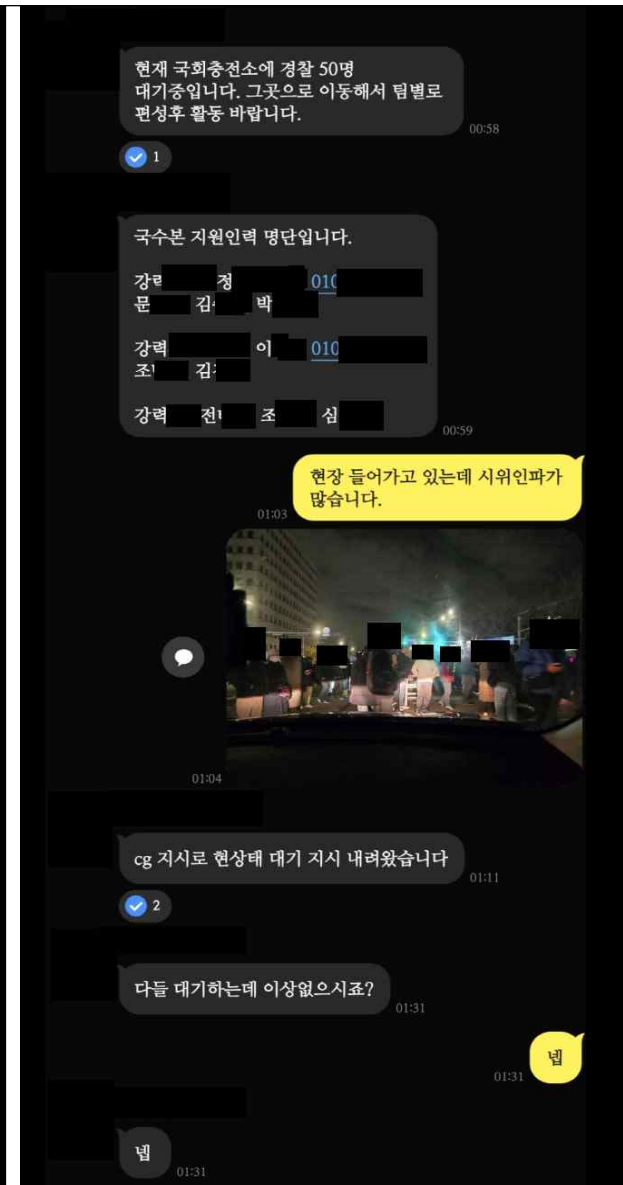 현재 국회충전소에 경찰 50명
대기중입니다. 그곳으로 이동해서 팀별로
편성후 활동 바랍니다.
00:58
1
국수본 지원인력 명단입니다.
강력 정 010
문 김 박
강력 이 010
조 김
강력 전 조 심
00:59
현장 들어가고 있는데 시위인파가
많습니다.
01:03
01:04
cg 지시로 현상태 대기 지시 내려왔습니다
01:11
2
다들 대기하는데 이상없으시죠?
01:31
넵
01:31
넵
01:31